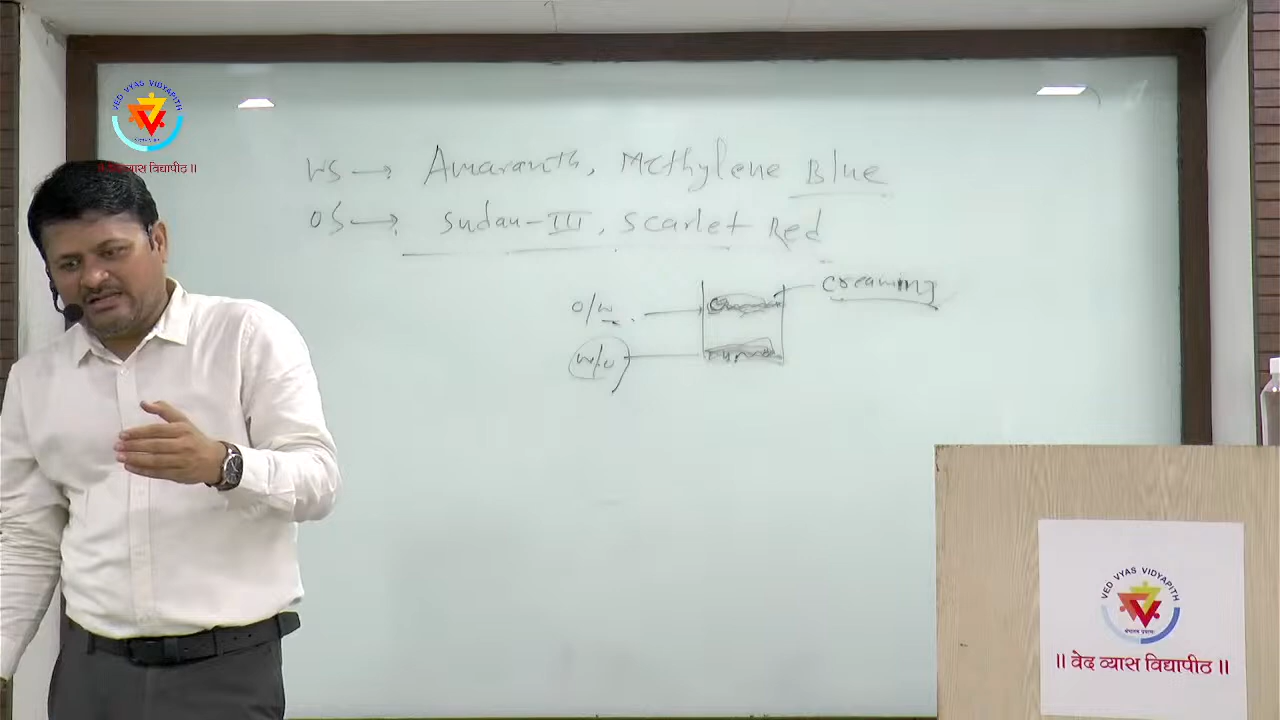 VED VYAS VIDYAPITH
WS → Amaranth, Methylene Blue
OS → Sudan-III, Scarlet Red
O/W
creaming
W/O
VED VYAS VIDYAPITH
|| वेद व्यास विद्यापीठ ||